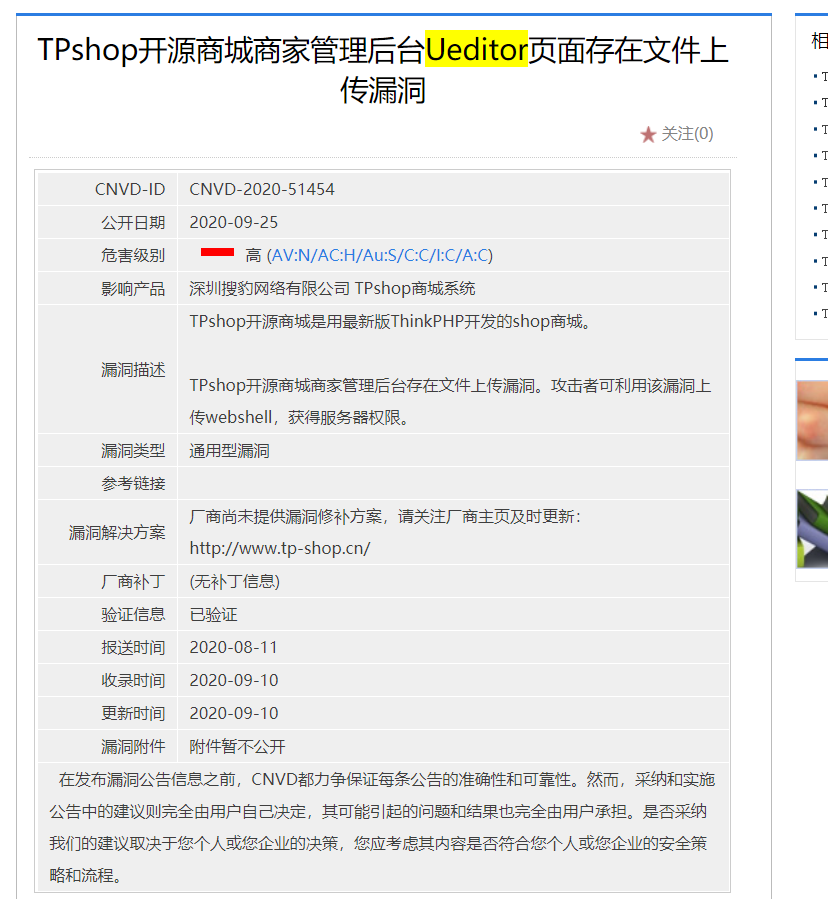 TPshop开源商城商家管理后台Ueditor页面存在文件上
传漏洞
关注(0)
相
CNVD-ID CNVD-2020-51454
公开日期 2020-09-25
危害级别 高 (AV:N/AC:H/Au:S/C:C/I:C/A:C)
影响产品 深圳搜豹网络有限公司 TPshop商城系统
漏洞描述
TPshop开源商城是用最新版ThinkPHP开发的shop商城。
TPshop开源商城商家管理后台存在文件上传漏洞。攻击者可利用该漏洞上
传webshell，获得服务器权限。
漏洞类型 通用型漏洞
参考链接
漏洞解决方案
厂商尚未提供漏洞修补方案，请关注厂商主页及时更新：
http://www.tp-shop.cn/
厂商补丁 (无补丁信息)
验证信息 已验证
报送时间 2020-08-11
收录时间 2020-09-10
更新时间 2020-09-10
漏洞附件 附件暂不公开
在发布漏洞公告信息之前，CNVD都力争保证每条公告的准确性和可靠性。然而，采纳和实施
公告中的建议则完全由用户自己决定，其可能引起的问题和结果也完全由用户承担。是否采纳
我们的建议取决于您个人或您企业的决策，您应考虑其内容是否符合您个人或您企业的安全策
略和流程。